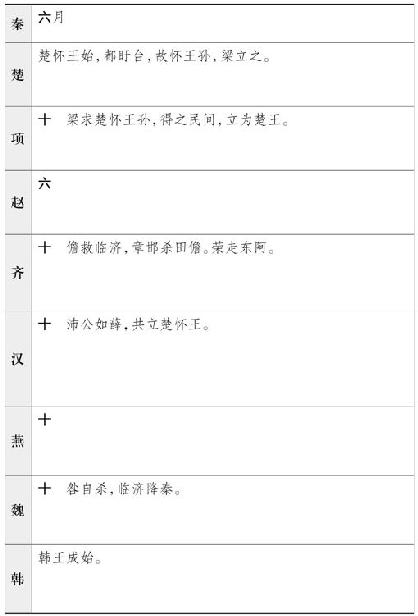 秦 六月
楚 楚怀王始，都盱台，故怀王孙，梁立之。
项 十 梁求楚怀王孙，得之民间，立为楚王。
赵 六
齐 十 儋救临济，章邯杀田儋。荣走东阿。
汉 十 沛公如薛，共立楚怀王。
燕 十
魏 十 咎自杀，临济降秦。
韩 韩王成始。